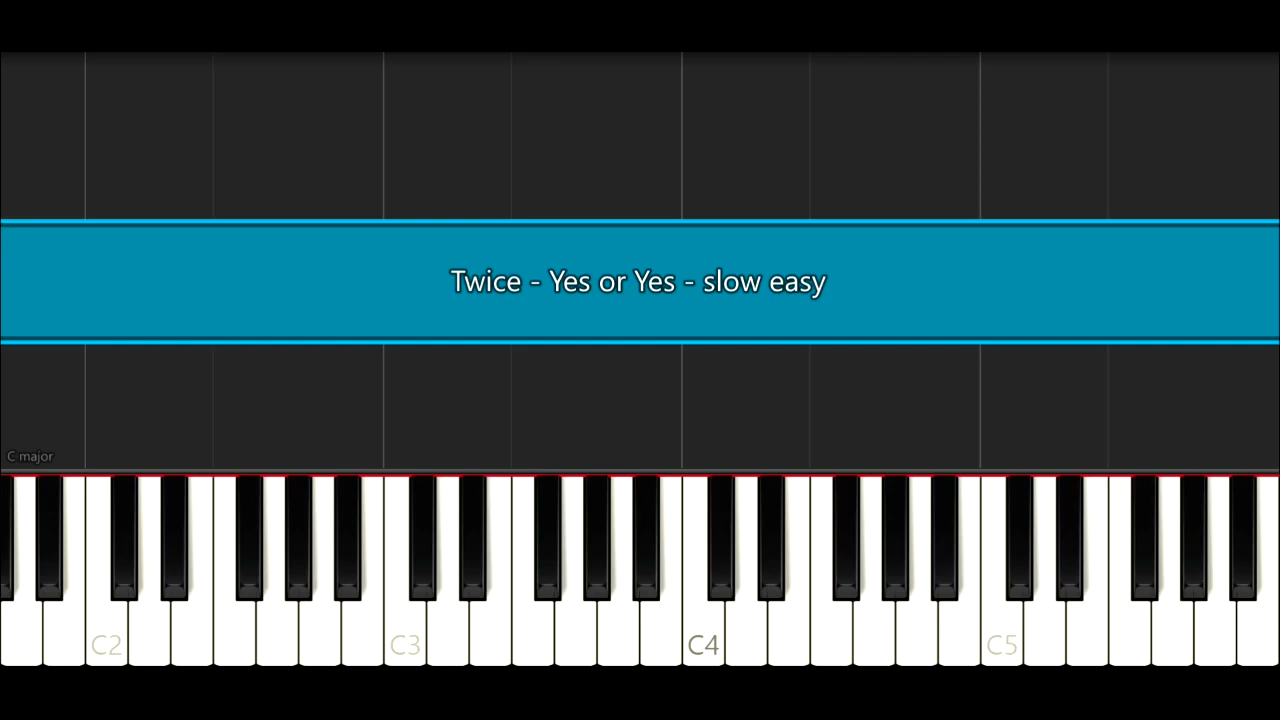 Twice - Yes or Yes - slow easy
C major
C2 C3 C4 C5